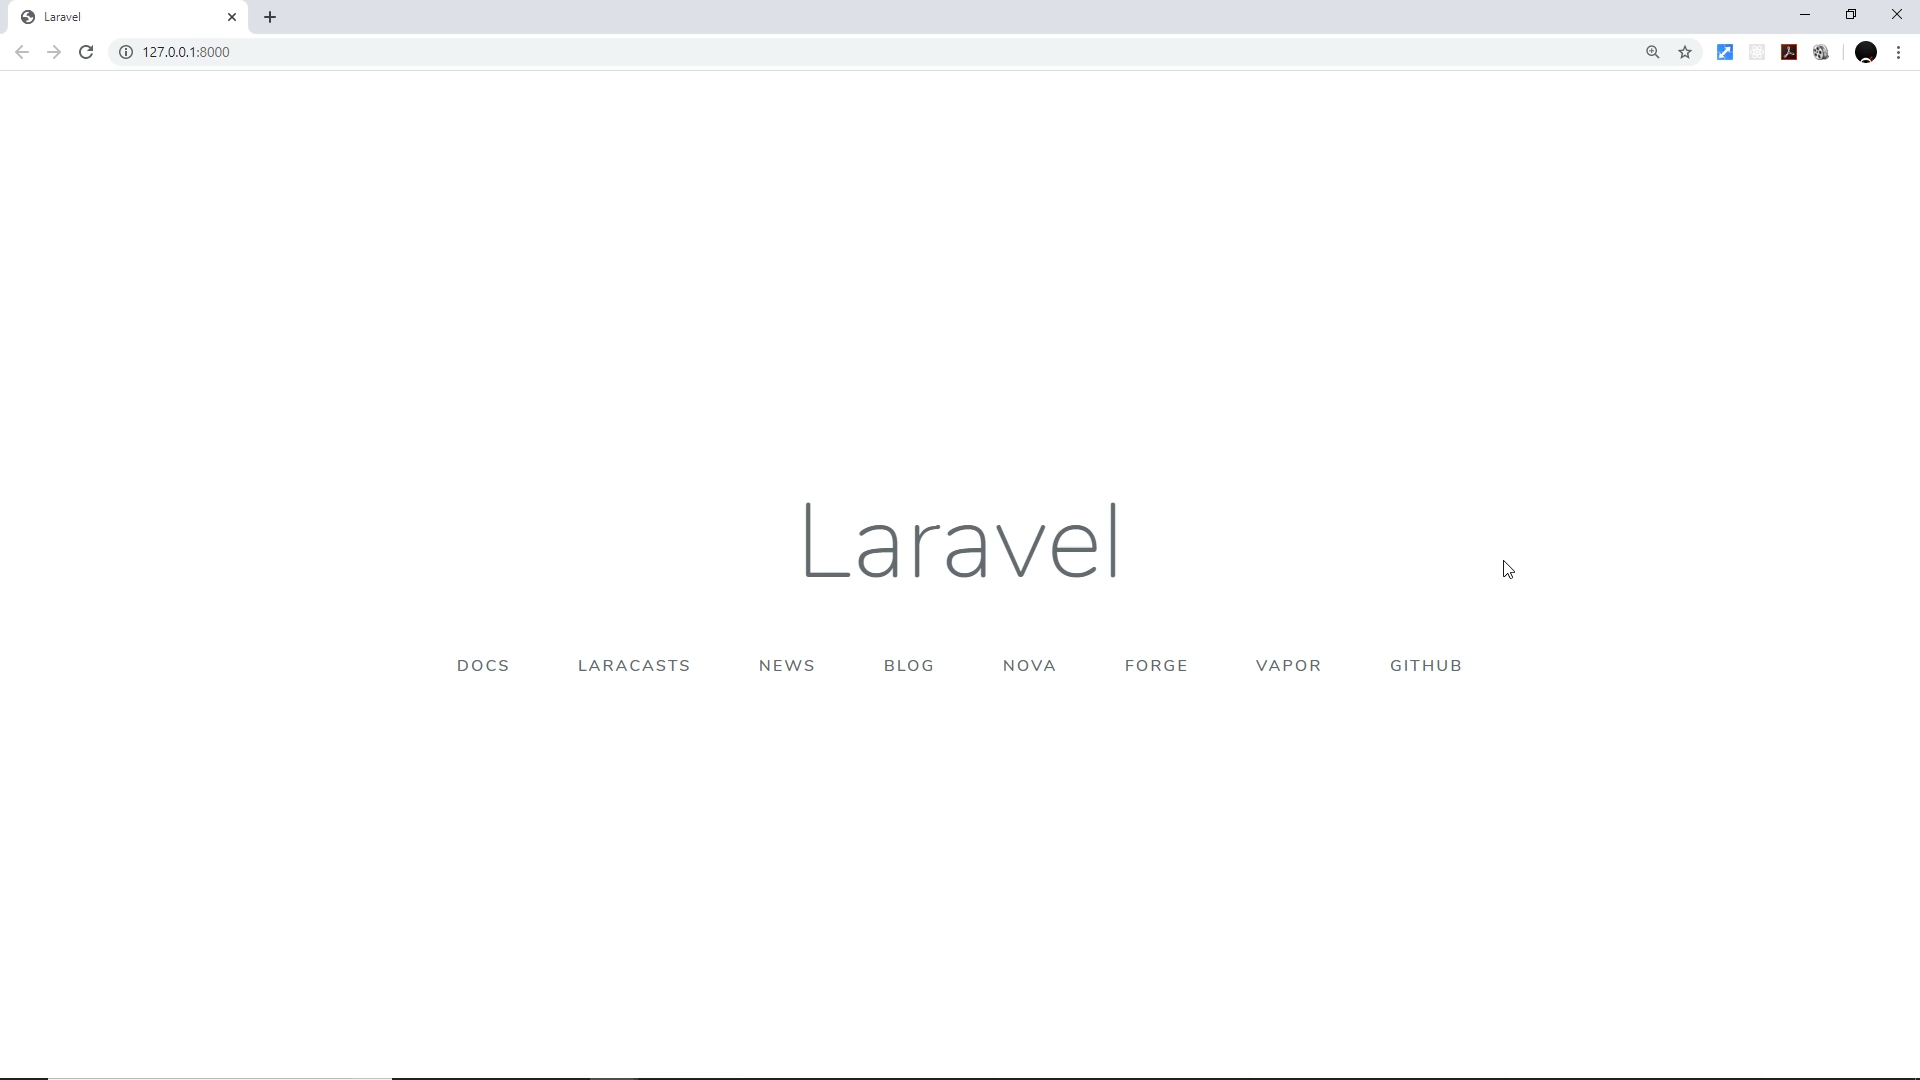 Laravel
127.0.0.1:8000
Laravel
DOCS LARACASTS NEWS BLOG NOVA FORGE VAPOR GITHUB